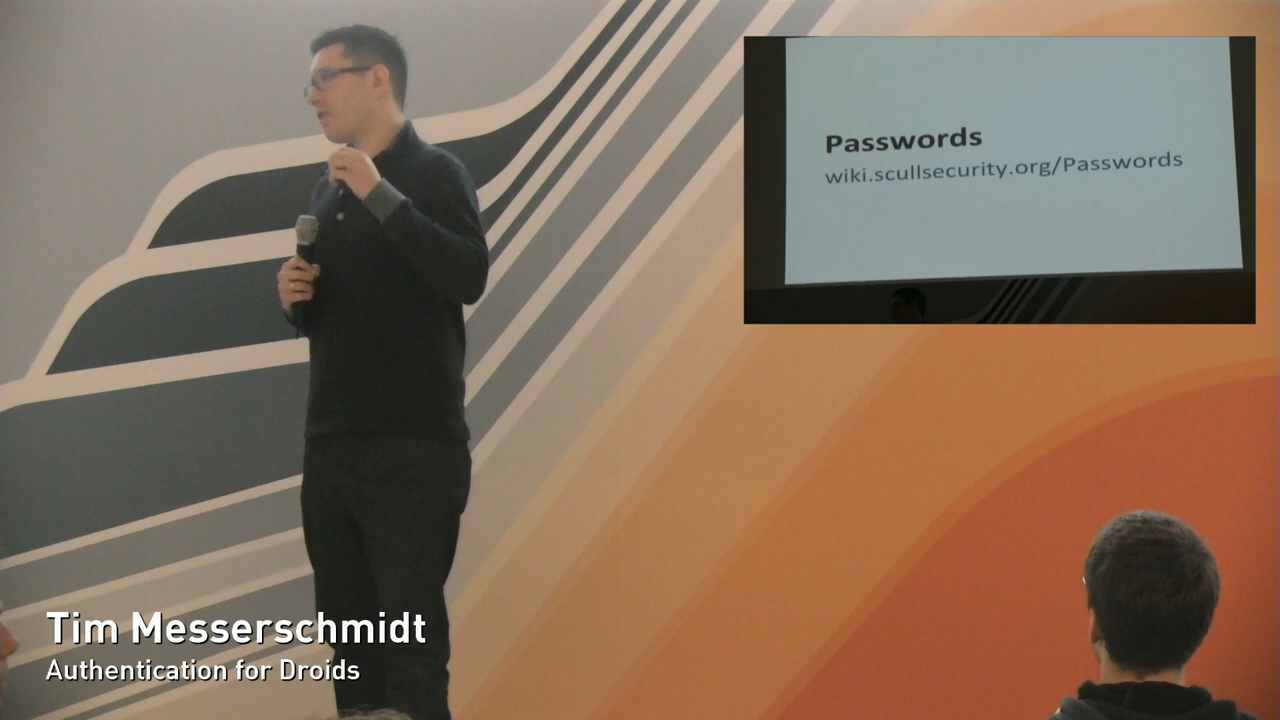 Passwords
wiki.scullsecurity.org/Passwords
Tim Messerschmidt
Authentication for Droids